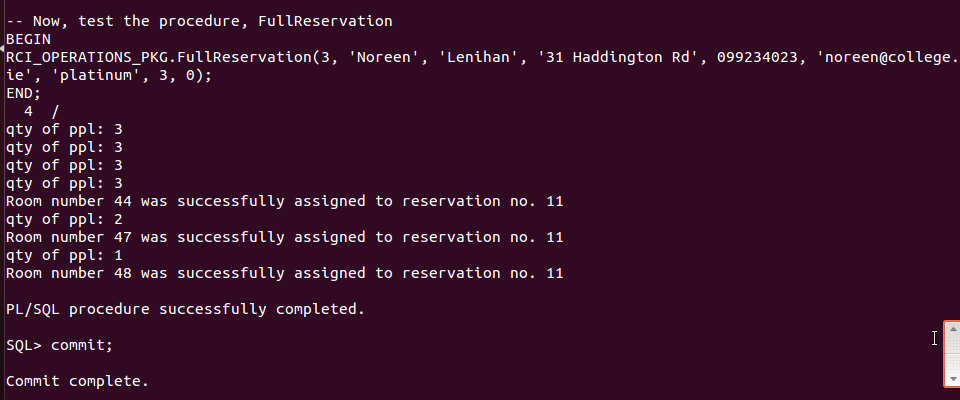 -- Now, test the procedure, FullReservation
BEGIN
RCI_OPERATIONS_PKG.FullReservation(3, 'Noreen', 'Lenihan', '31 Haddington Rd', 099234023, 'noreen@college.
ie', 'platinum', 3, 0);
END;
  4  /
qty of ppl: 3
qty of ppl: 3
qty of ppl: 3
qty of ppl: 3
Room number 44 was successfully assigned to reservation no. 11
qty of ppl: 2
Room number 47 was successfully assigned to reservation no. 11
qty of ppl: 1
Room number 48 was successfully assigned to reservation no. 11

PL/SQL procedure successfully completed.

SQL> commit;

Commit complete.